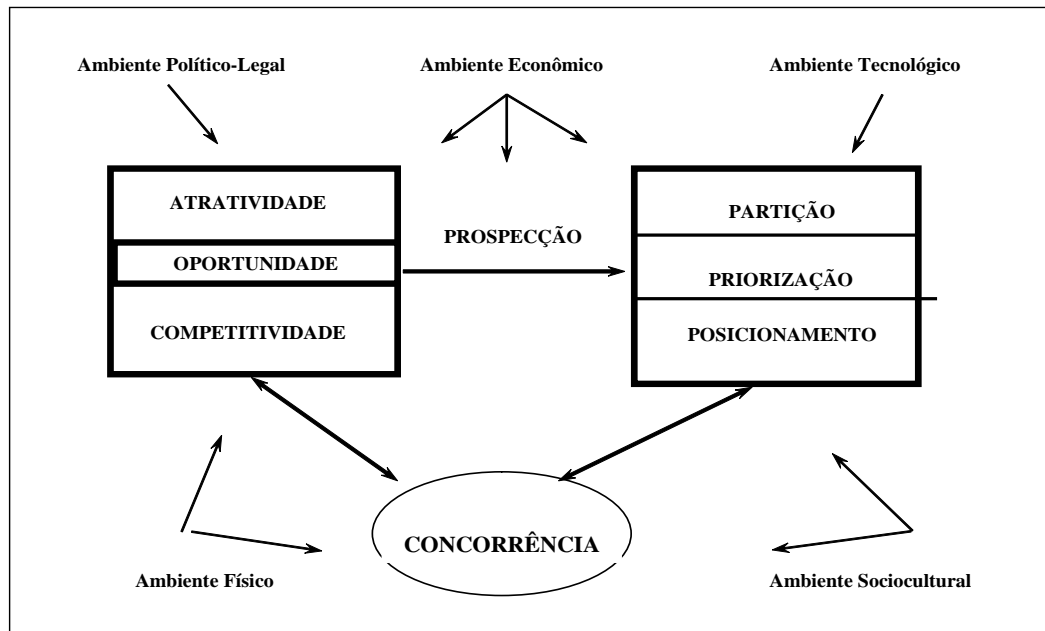 Ambiente Político-Legal
Ambiente Econômico
Ambiente Tecnológico
ATRATIVIDADE
OPORTUNIDADE
COMPETITIVIDADE
PROSPECÇÃO
PARTIÇÃO
PRIORIZAÇÃO
POSICIONAMENTO
CONCORRÊNCIA
Ambiente Físico
Ambiente Sociocultural